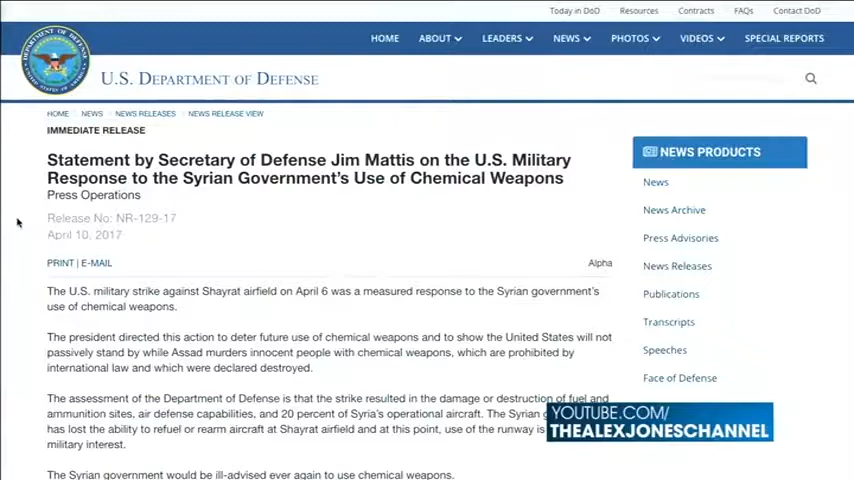 Today in DoD Resources Contracts FAQs Contact DoD
HOME ABOUT LEADERS NEWS PHOTOS VIDEOS SPECIAL REPORTS
U.S. DEPARTMENT OF DEFENSE
HOME NEWS NEWS RELEASES NEWS RELEASE VIEW
IMMEDIATE RELEASE
Statement by Secretary of Defense Jim Mattis on the U.S. Military
Response to the Syrian Government's Use of Chemical Weapons
Press Operations
Release No: NR-129-17
April 10, 2017
PRINT | E-MAIL
Alpha
The U.S. military strike against Shayrat airfield on April 6 was a measured response to the Syrian government's
use of chemical weapons.
The president directed this action to deter future use of chemical weapons and to show the United States will not
passively stand by while Assad murders innocent people with chemical weapons, which are prohibited by
international law and which were declared destroyed.
The assessment of the Department of Defense is that the strike resulted in the damage or destruction of fuel and
ammunition sites, air defense capabilities, and 20 percent of Syria's operational aircraft. The Syrian
has lost the ability to refuel or rearm aircraft at Shayrat airfield and at this point, use of the runway is
military interest.
The Syrian government would be ill-advised ever again to use chemical weapons.
NEWS PRODUCTS
News
News Archive
Press Advisories
News Releases
Publications
Transcripts
Speeches
Face of Defense
YOUTUBE.COM/
THEALEXJONESCHANNEL